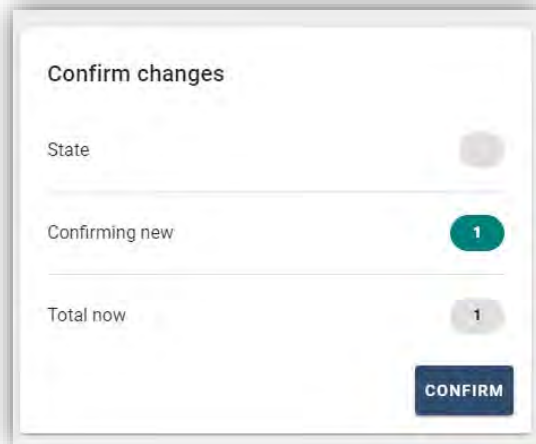 Confirm changes
State
Confirming new 1
Total now 1
CONFIRM